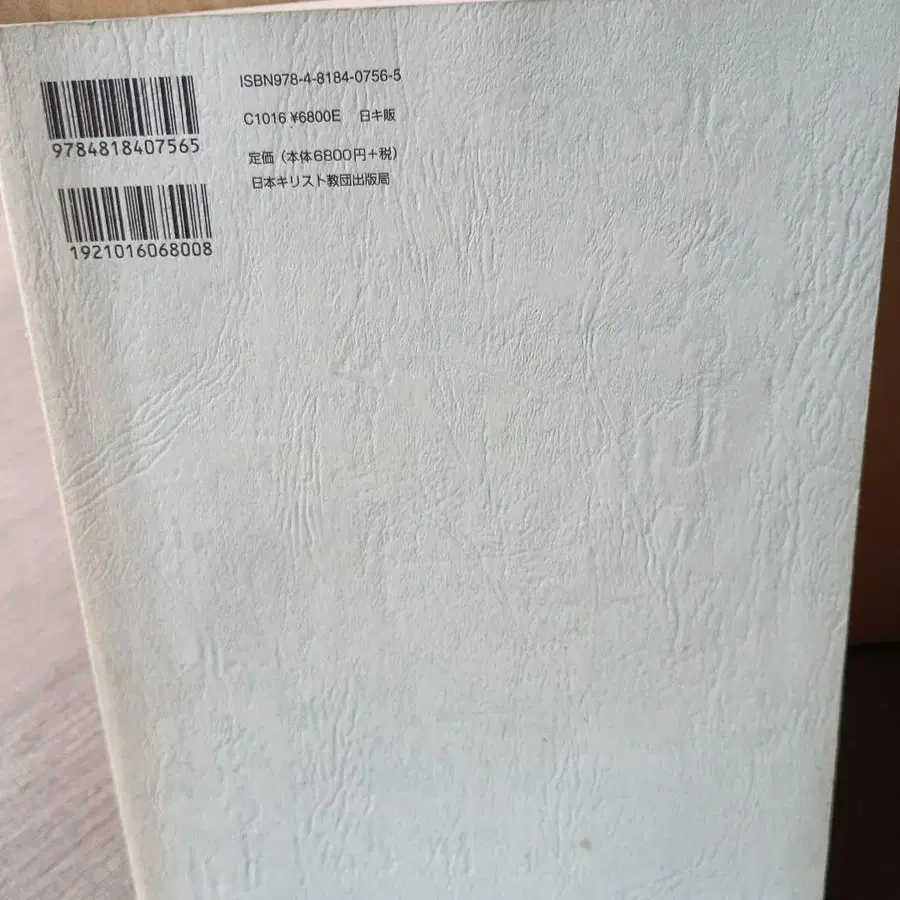 ISBN978-4-8184-0756-5
9784818407565
C1016 ¥6800E 日キ販
定価（本体6800円＋税）
日本キリスト教団出版局
1921016068008